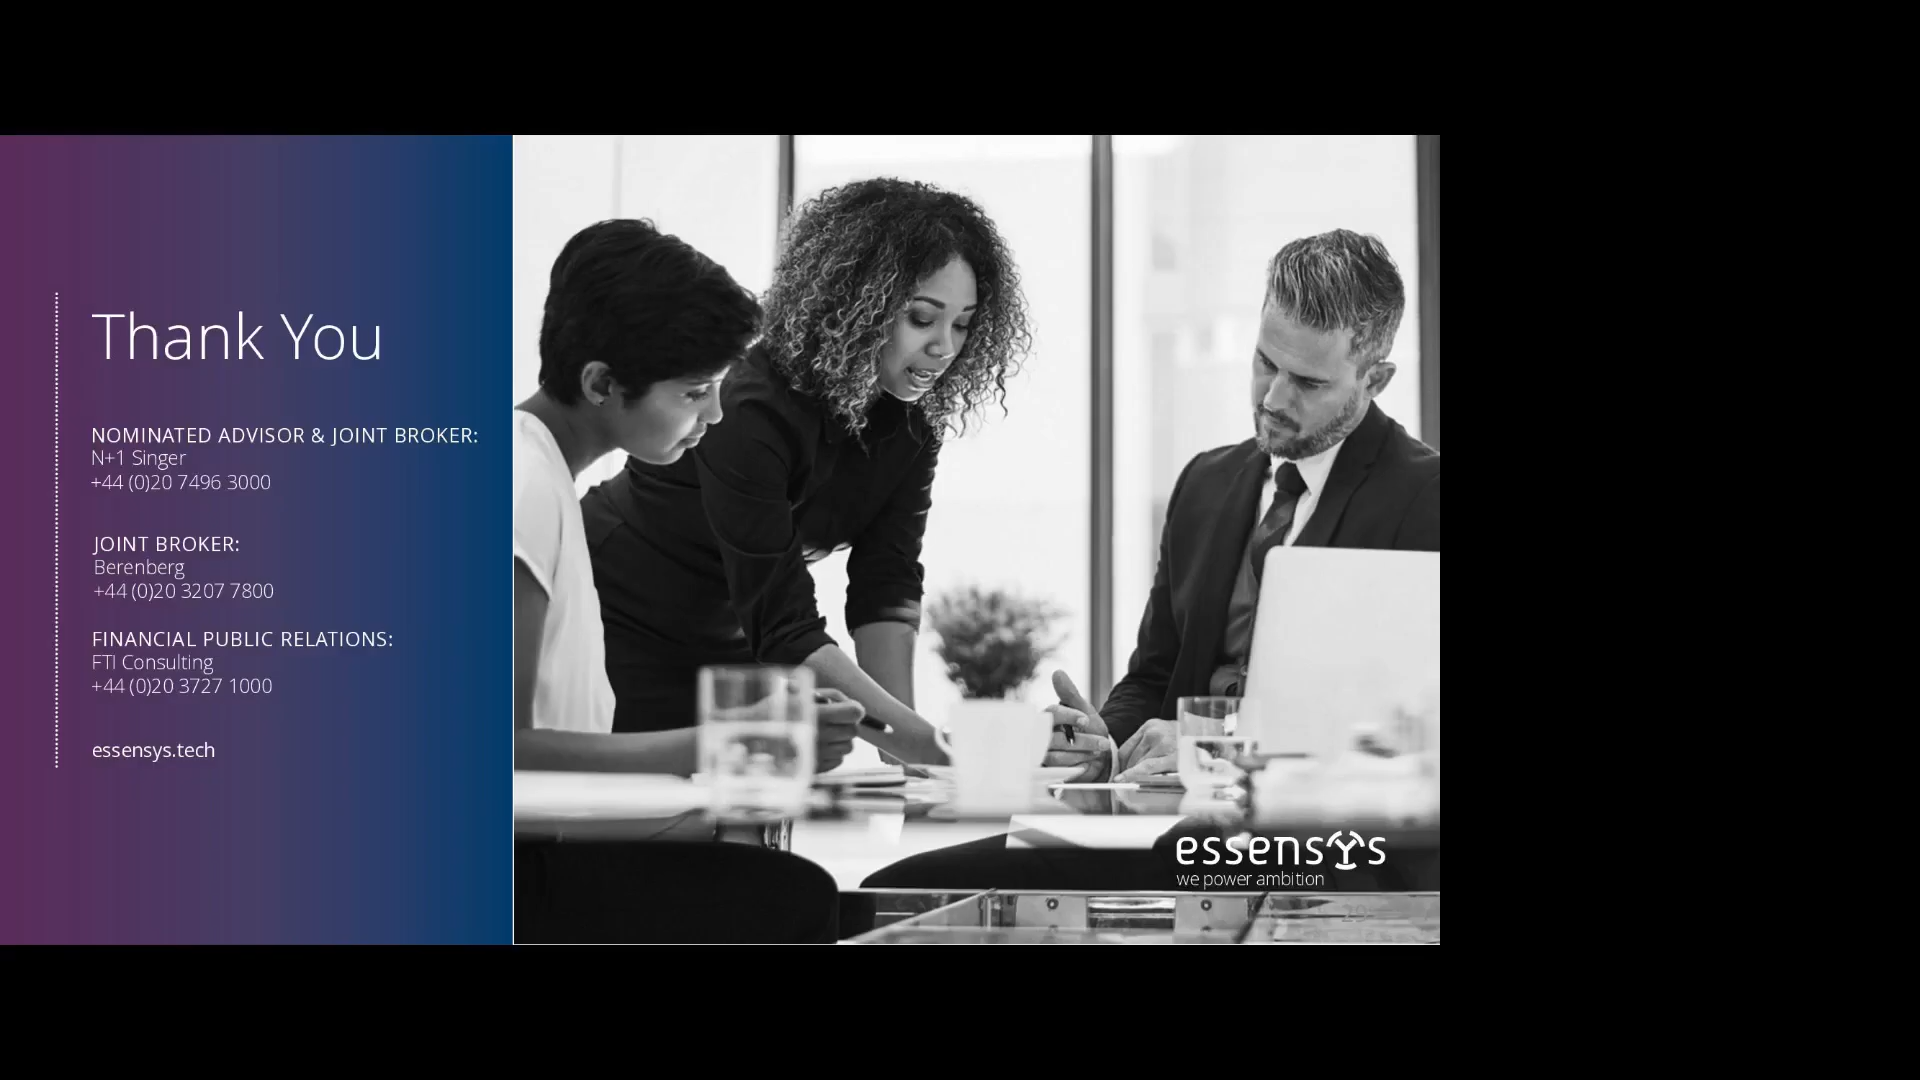 Thank You
NOMINATED ADVISOR & JOINT BROKER:
N+1 Singer
+44 (0)20 7496 3000
JOINT BROKER:
Berenberg
+44 (0)20 3207 7800
FINANCIAL PUBLIC RELATIONS:
FTI Consulting
+44 (0)20 3727 1000
essensys.tech
essensys
we power ambition
29